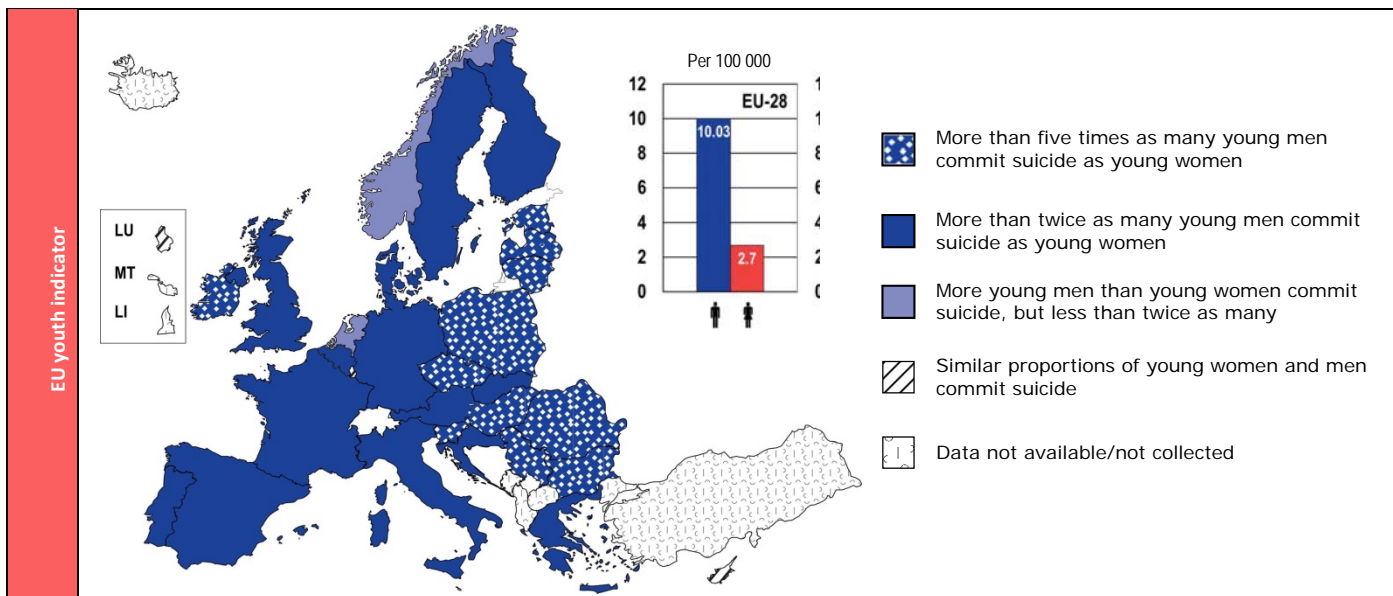 EU youth indicator
LU
MT
LI
Per 100 000
EU-28
12
10
8
6
4
2
0
10.03
2.7
More than five times as many young men
commit suicide as young women
More than twice as many young men commit
suicide as young women
More young men than young women commit
suicide, but less than twice as many
Similar proportions of young women and men
commit suicide
Data not available/not collected